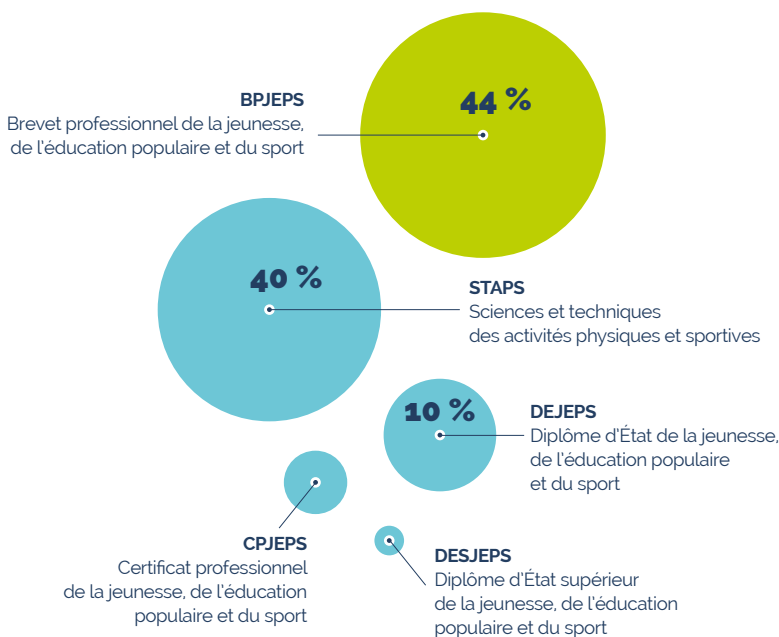 44 %
BPJEPS
Brevet professionnel de la jeunesse,
de l'éducation populaire et du sport
40 %
STAPS
Sciences et techniques
des activités physiques et sportives
10 %
DEJEPS
Diplôme d'État de la jeunesse,
de l'éducation populaire
et du sport
CPJEPS
Certificat professionnel
de la jeunesse, de l'éducation
populaire et du sport
DESJEPS
Diplôme d'État supérieur
de la jeunesse, de l'éducation
populaire et du sport